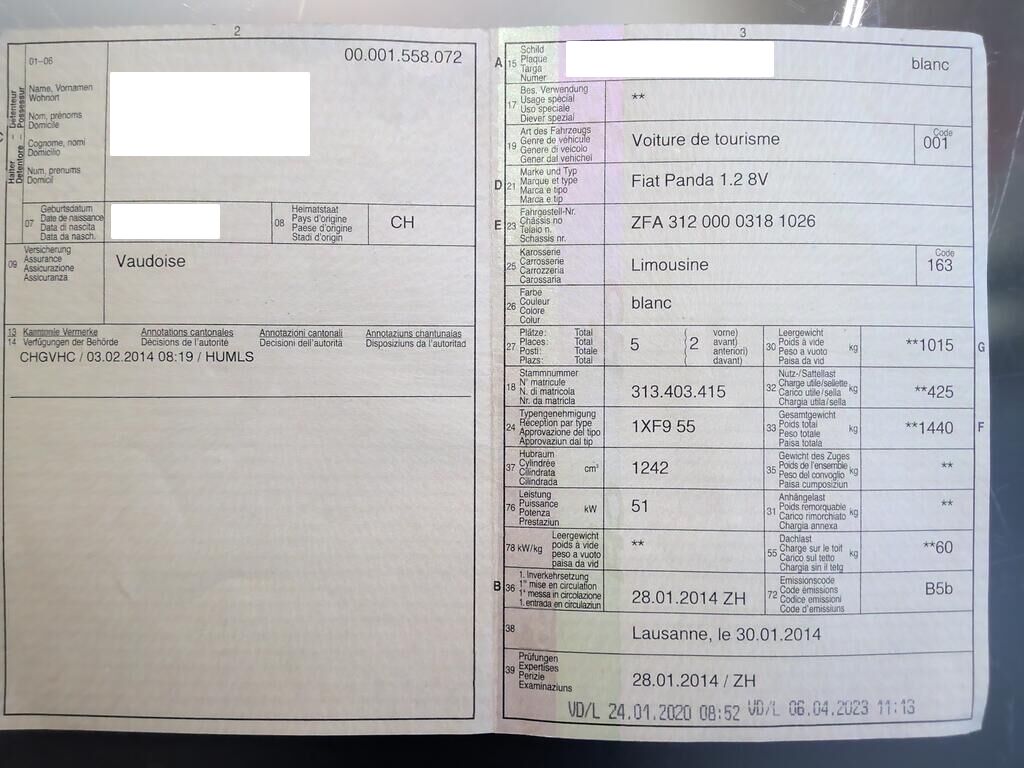 2
01–06
00.001.558.072
Halter – Détenteur
Detentore – Possessur
Name, Vornamen
Wohnort
Nom, prénoms
Domicile
Cognome, nomi
Domicilio
Num, prenums
Domicil
07
Geburtsdatum
Date de naissance
Data di nascita
Data da nasch.
08
Heimatstaat
Pays d'origine
Paese d'origine
Stadi d'origin
CH
09
Versicherung
Assurance
Assicurazione
Assicuranza
Vaudoise
13 Kantonale Vermerke Annotations cantonales Annotazioni cantonali Annotaziuns chantunalas
14 Verfügungen der Behörde Décisions de l'autorité Decisioni dell'autorità Disposiziuns da l'autoritad
CHGVHC / 03.02.2014 08:19 / HUMLS
3
A 15
Schild
Plaque
Targa
Numer
blanc
17
Bes. Verwendung
Usage spécial
Uso speciale
Diever spezial
**
19
Art des Fahrzeugs
Genre de véhicule
Genere di veicolo
Gener dal vehichel
Voiture de tourisme
Code
001
D 21
Marke und Typ
Marque et type
Marca e tipo
Marca e tip
Fiat Panda 1.2 8V
E 23
Fahrgestell-Nr.
Châssis no
Telaio n.
Schassis nr.
ZFA 312 000 0318 1026
25
Karosserie
Carrosserie
Carrozzeria
Carossaria
Limousine
Code
163
26
Farbe
Couleur
Colore
Colur
blanc
27
Plätze: Total
Places: Total
Posti: Totale
Plazs: Total
5
( vorne)
( avant)
( anteriori)
( davant)
2
30
Leergewicht
Poids à vide
Peso a vuoto
Paisa da vid
kg
**1015
G
18
Stammnummer
N° matricule
N. di matricola
Nr. da matricla
313.403.415
32
Nutz-/Sattellast
Charge utile/sellette
Carico utile/sella
Chargia utila/sella
kg
**425
24
Typengenehmigung
Réception par type
Approvazione del tipo
Approvaziun dal tip
1XF9 55
33
Gesamtgewicht
Poids total
Peso totale
Paisa totala
kg
**1440
F
37
Hubraum
Cylindrée
Cilindrata
Cilindrada
cm³
1242
35
Gewicht des Zuges
Poids de l'ensemble
Peso del convoglio
Paisa cumposiziun
kg
**
76
Leistung
Puissance
Potenza
Prestaziun
kW
51
31
Anhängelast
Poids remorquable
Carico rimorchiato
Chargia annexa
kg
**
78 kW/kg
Leergewicht
poids à vide
peso a vuoto
paisa da vid
**
55
Dachlast
Charge sur le toit
Carico sul tetto
Chargia sin il tetg
kg
**60
B 36
1. Inverkehrsetzung
1re mise en circulation
1a messa in circolazione
1. entrada en circulaziun
28.01.2014 ZH
72
Emissionscode
Code émissions
Codice emissioni
Code d'emissiuns
B5b
38
Lausanne, le 30.01.2014
39
Prüfungen
Expertises
Perizie
Examinaziuns
28.01.2014 / ZH
VD/L 24.01.2020 08:52 VD/L 06.04.2023 11:13